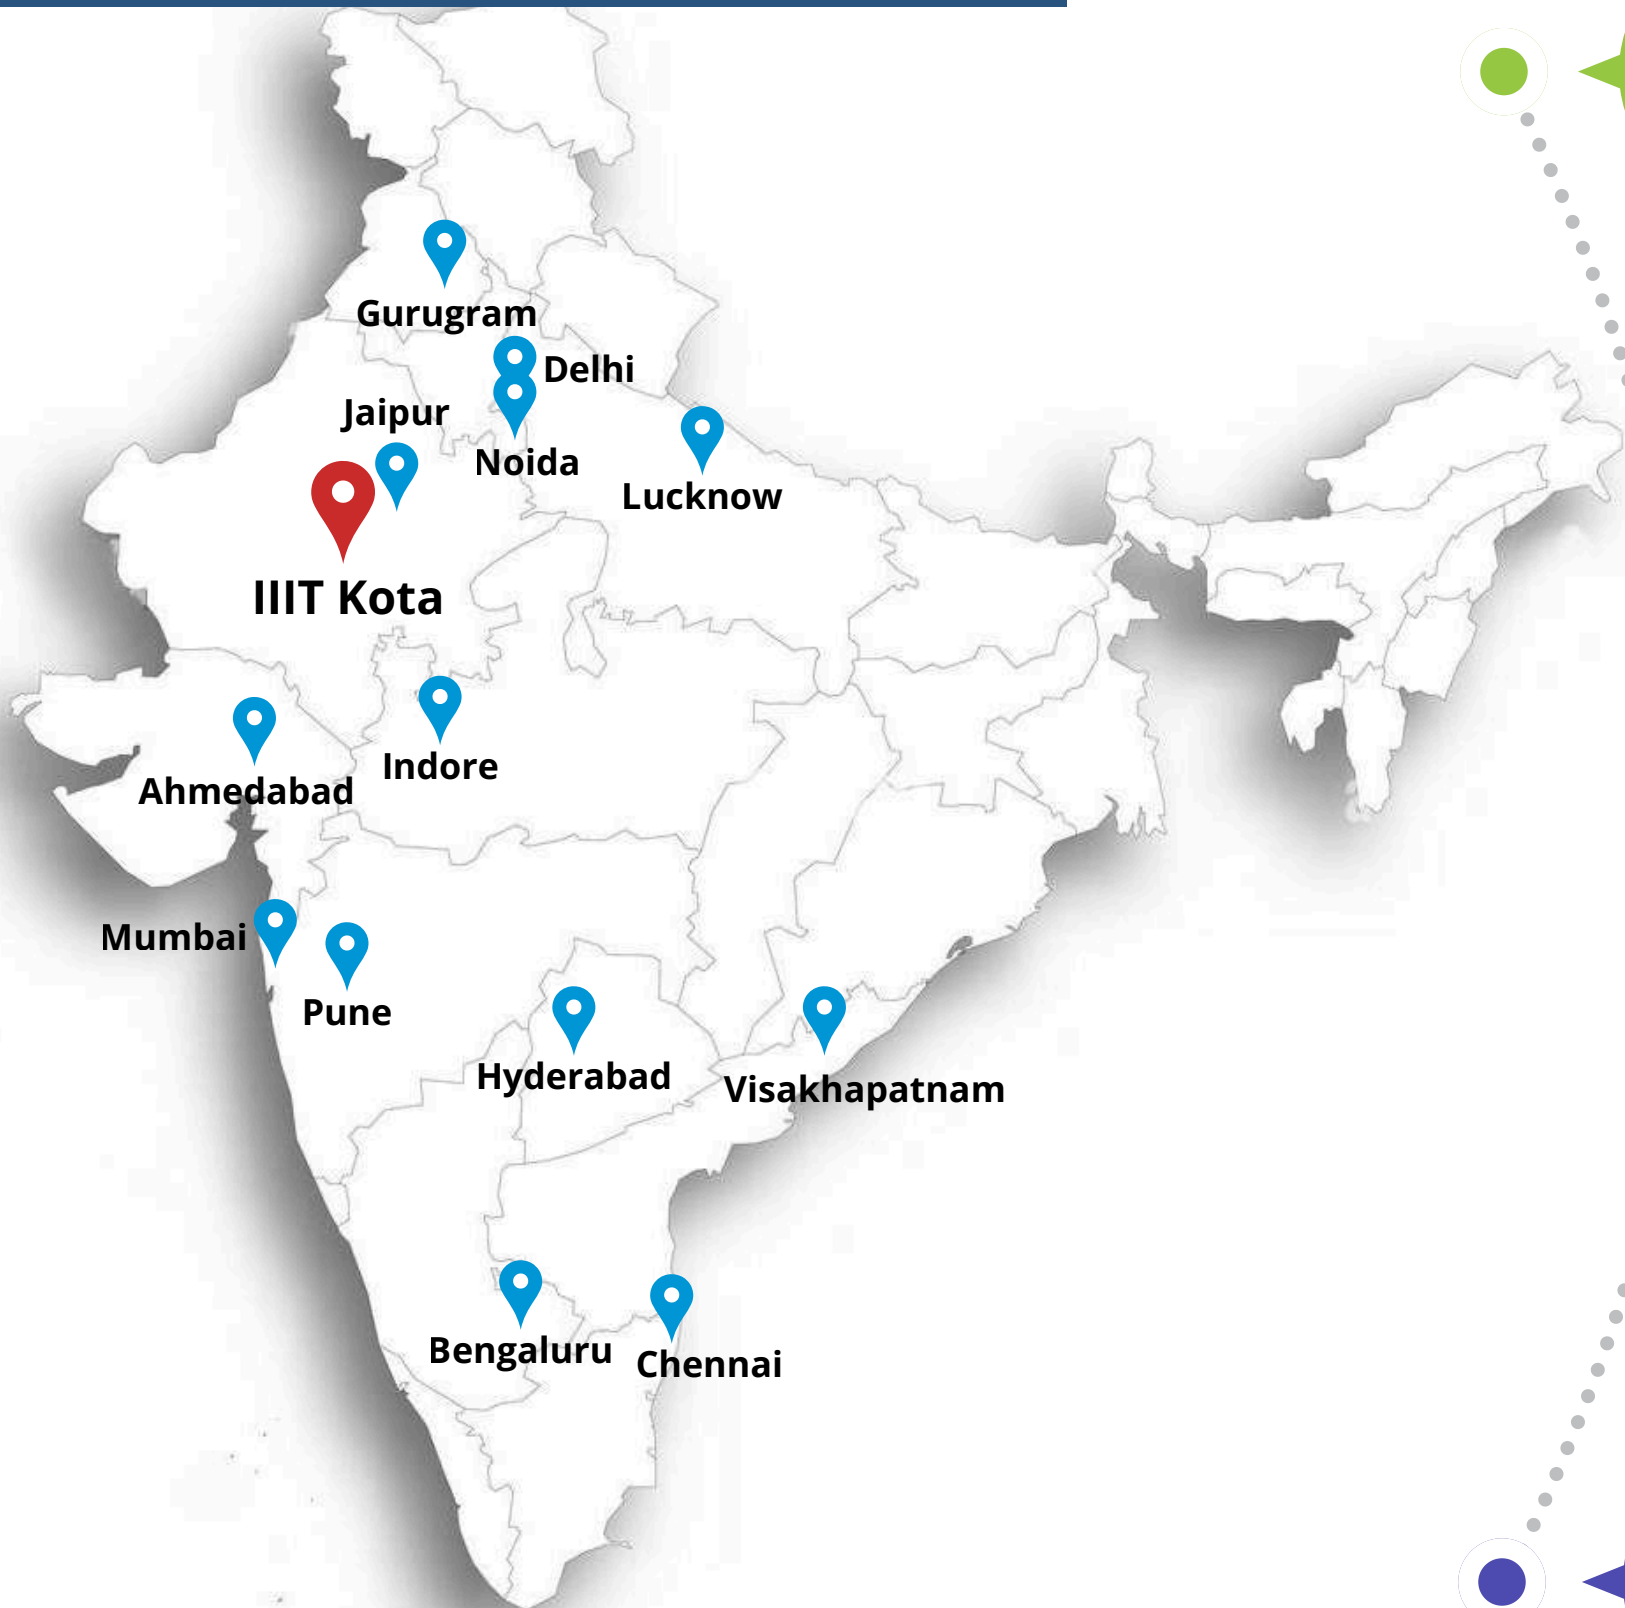 Gurugram
Delhi
Jaipur
Noida
Lucknow
IIIT Kota
Indore
Ahmedabad
Mumbai
Pune
Hyderabad
Visakhapatnam
Bengaluru
Chennai